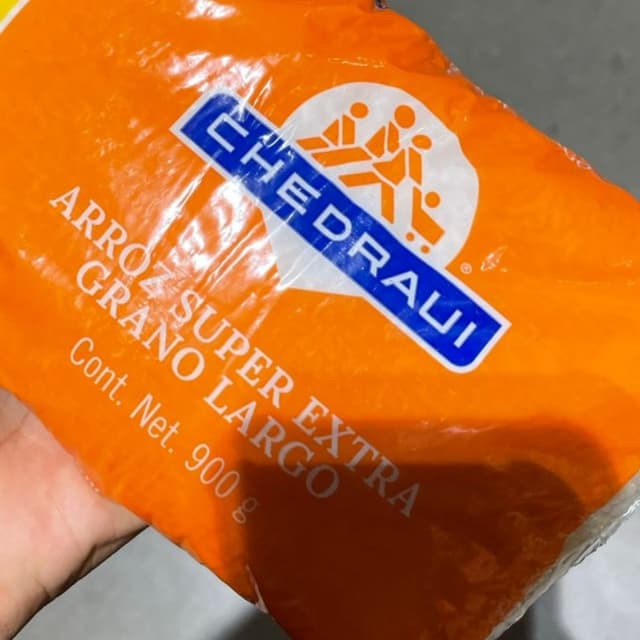 CHEDRAUI
®
ARROZ SUPER EXTRA
GRANO LARGO
Cont. Net. 900 g